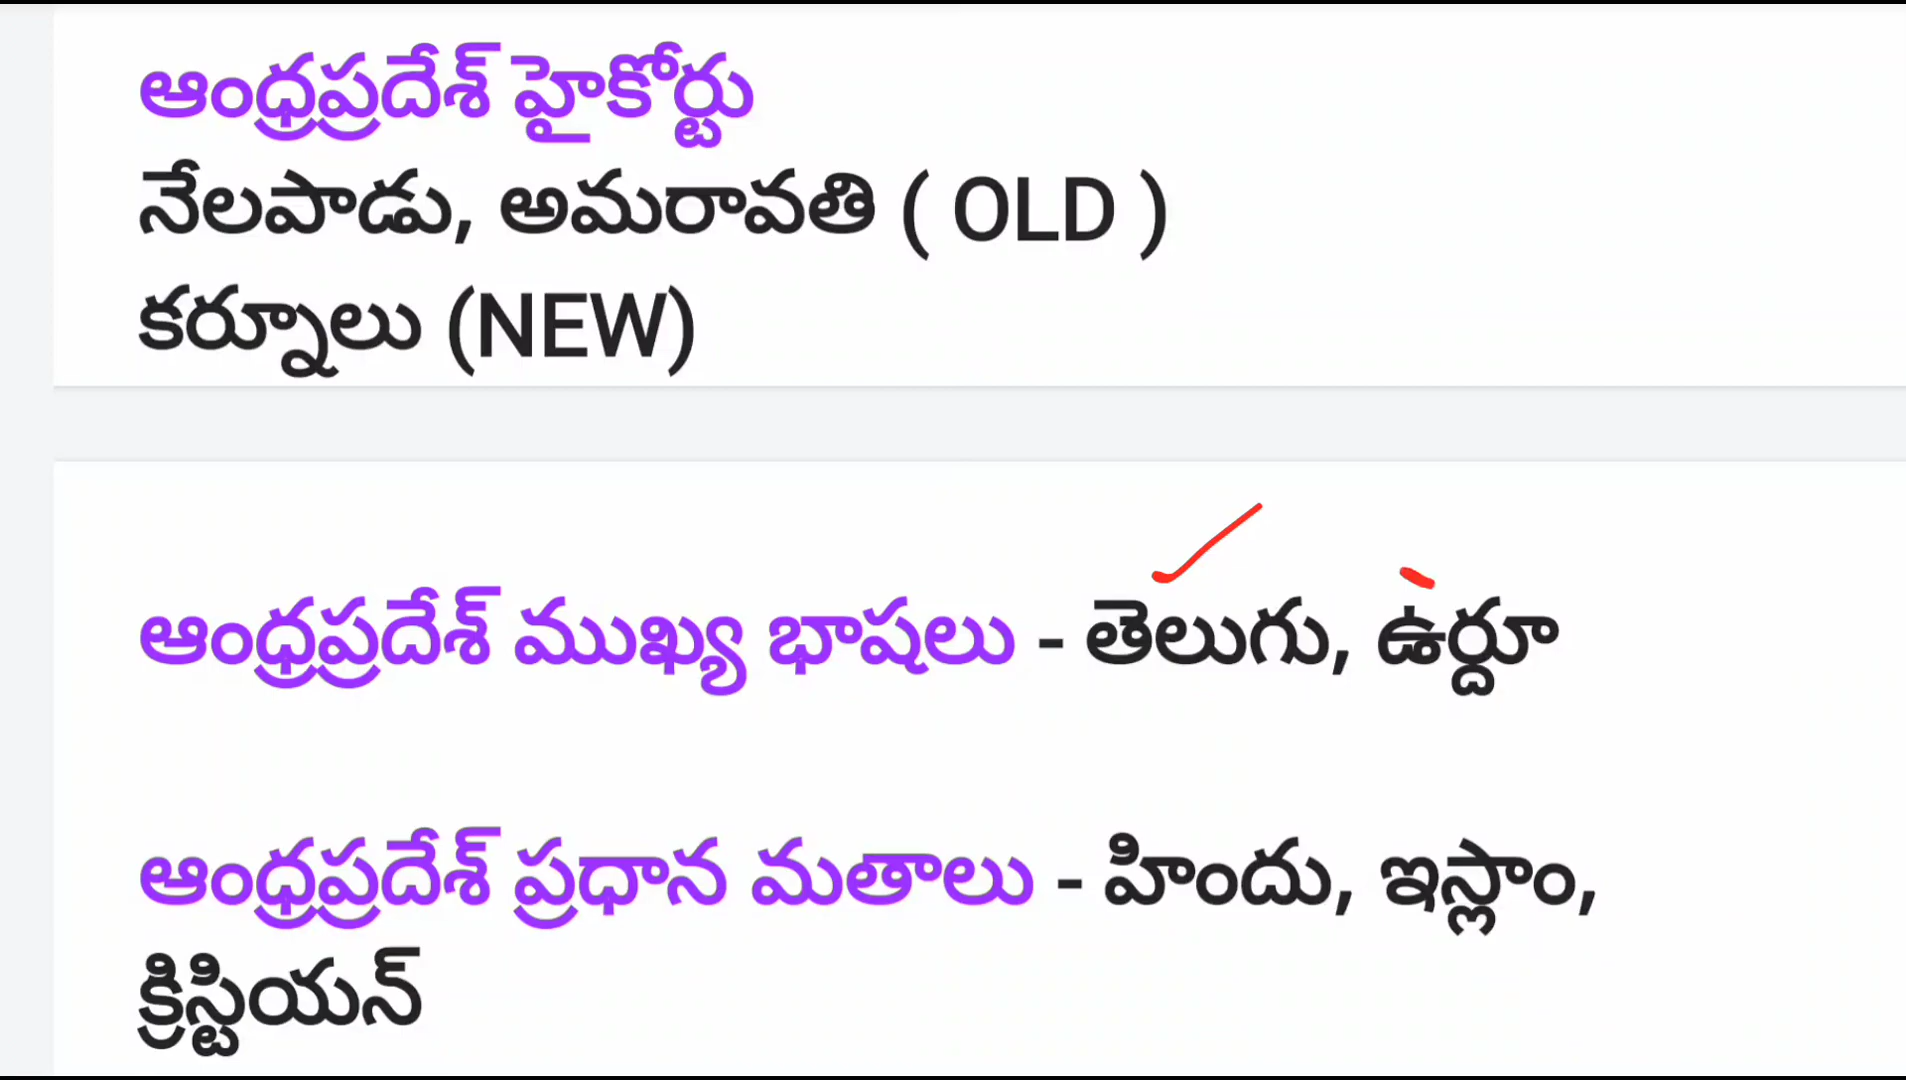 ఆంధ్రప్రదేశ్ హైకోర్టు
నేలపాడు, అమరావతి ( OLD )
కర్నూలు (NEW)
ఆంధ్రప్రదేశ్ ముఖ్య భాషలు - తెలుగు, ఉర్దూ
ఆంధ్రప్రదేశ్ ప్రధాన మతాలు - హిందు, ఇస్లాం,
క్రిస్టియన్